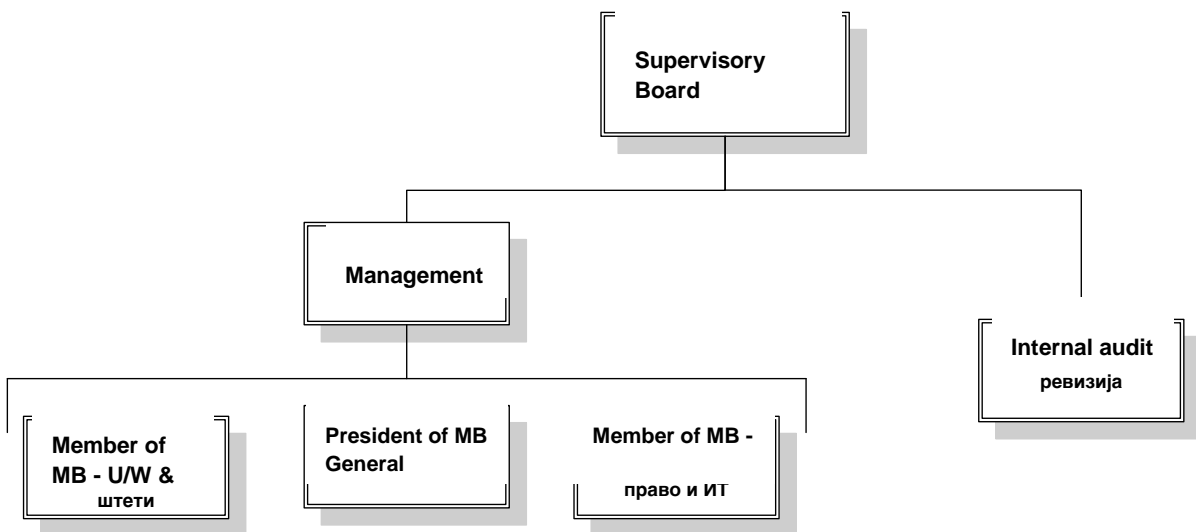 Supervisory
Board
Management
Internal audit
ревизија
Member of
MB - U/W &
штети
President of MB
General
Member of MB -
право и ИТ